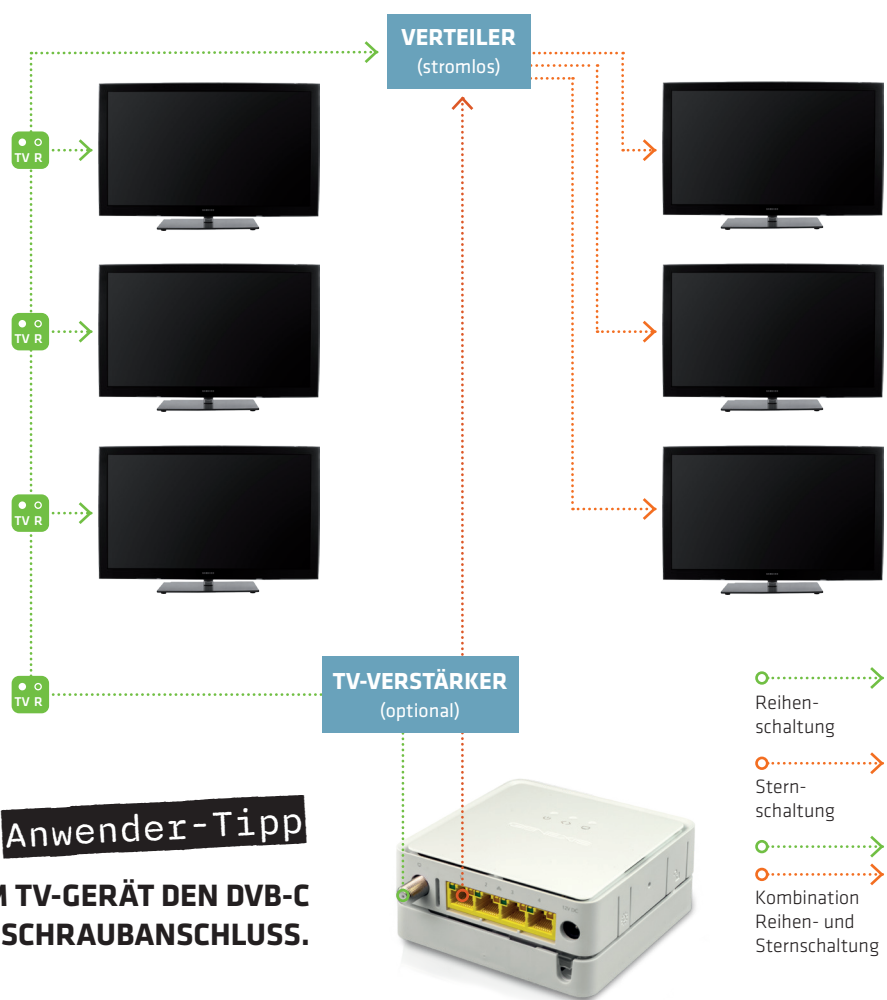 VERTEILER
(stromlos)
TV R
TV R
TV R
TV-VERSTÄRKER
(optional)
TV R
Reihen-
schaltung
Stern-
schaltung
Kombination
Reihen- und
Sternschaltung
Anwender-Tipp
TV-GERÄT DEN DVB-C
SCHRAUBANSCHLUSS.